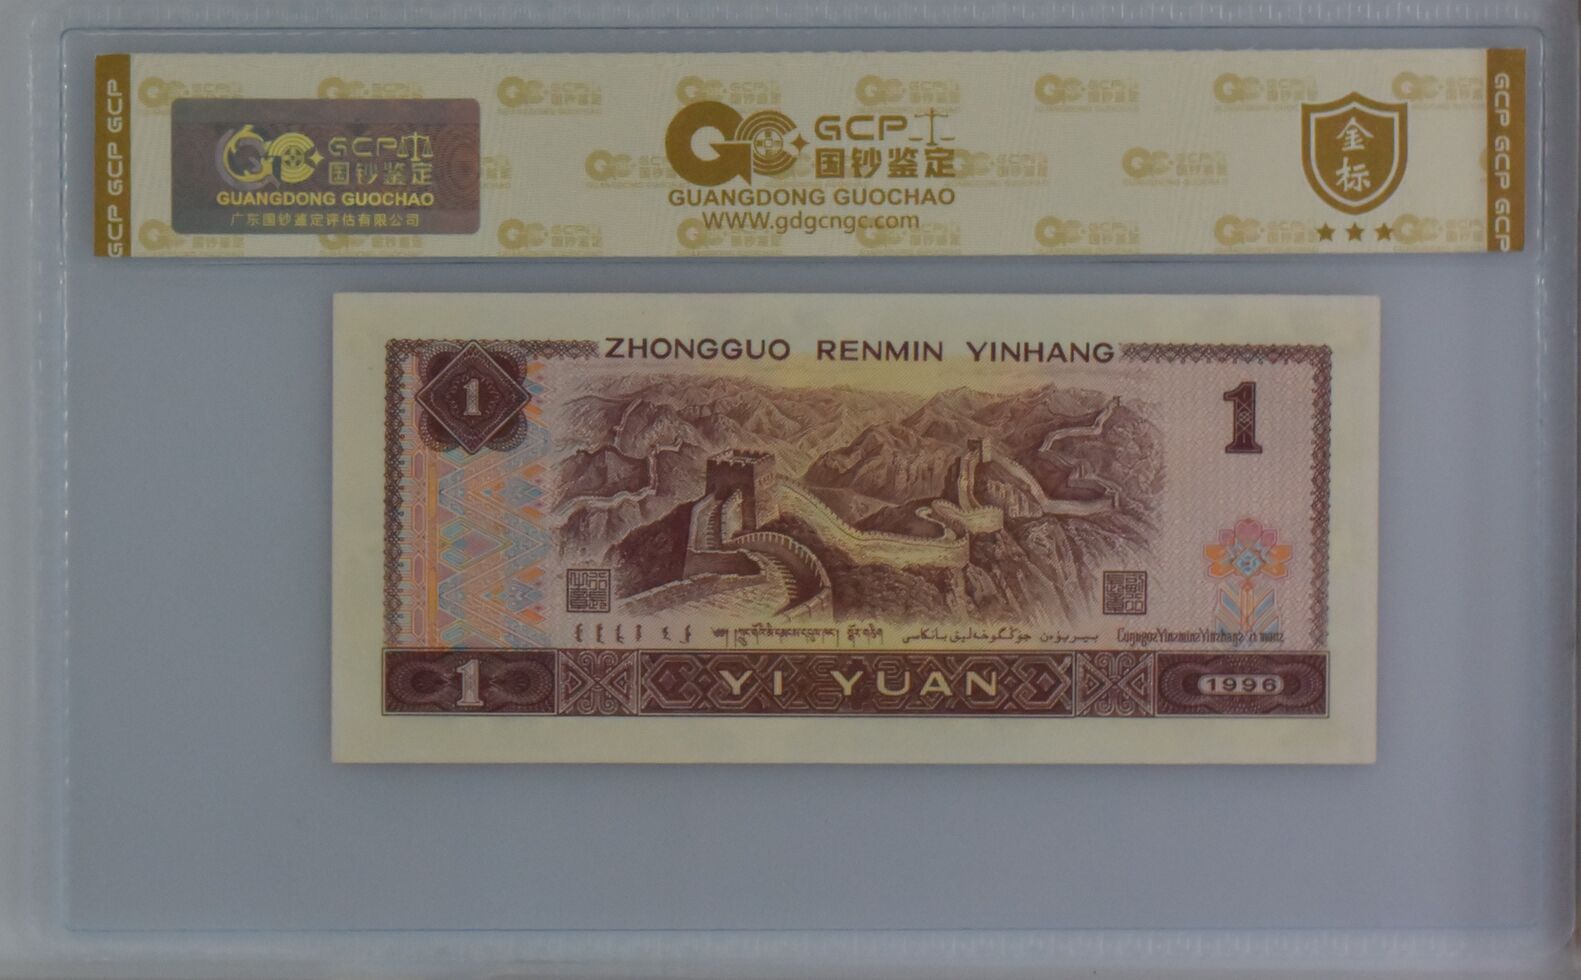 GCP GCP GCP
GCP
国钞鉴定
GUANGDONG GUOCHAO
广东国钞鉴定评估有限公司
GCP
国钞鉴定
GUANGDONG GUOCHAO
WWW.gdgcngc.com
金标
GCP GCP GCP
ZHONGGUO RENMIN YINHANG
1
1
1
YI YUAN
1996